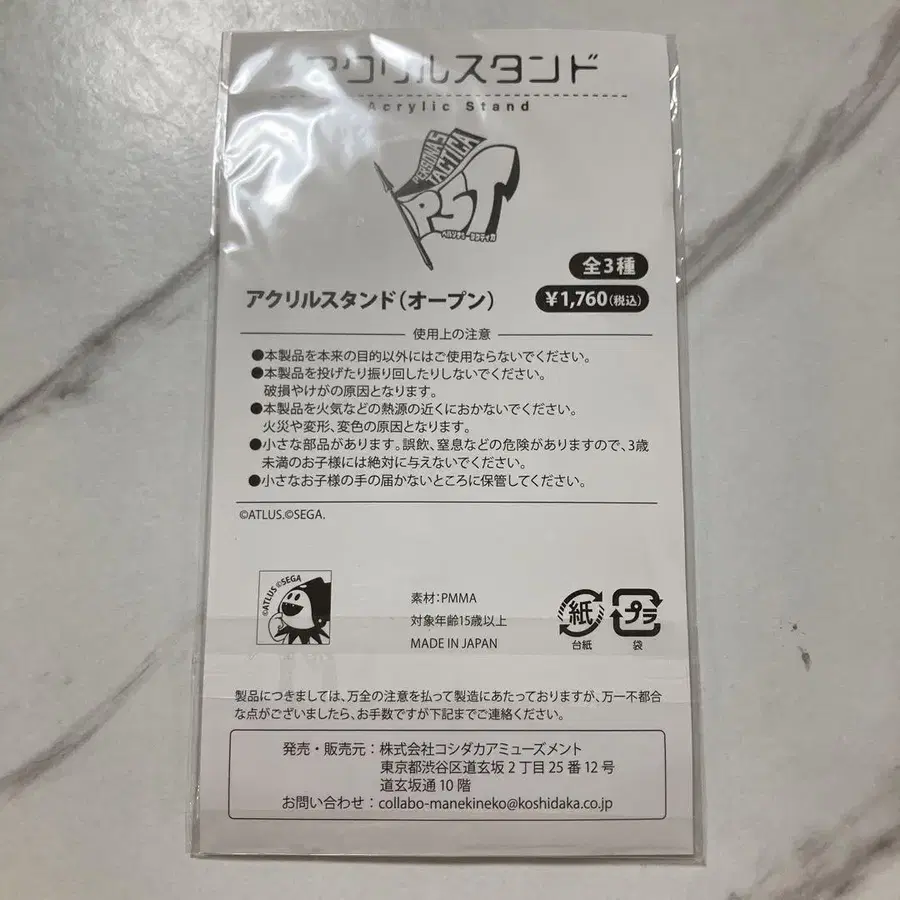 アクリルスタンド
Acrylic Stand
PERSONA5
TACTICA
P5T
ペルソナ5 タクティカ
全3種
アクリルスタンド(オープン)
¥1,760(税込)
使用上の注意
●本製品を本来の目的以外にはご使用ならないでください。
●本製品を投げたり振り回したりしないでください。
破損やけがの原因となります。
●本製品を火気などの熱源の近くにおかないでください。
火災や変形、変色の原因となります。
●小さな部品があります。誤飲、窒息などの危険がありますので、3歳
未満のお子様には絶対に与えないでください。
●小さなお子様の手の届かないところに保管してください。
©ATLUS.©SEGA.
©ATLUS ©SEGA
素材:PMMA
対象年齢15歳以上
MADE IN JAPAN
紙
台紙
プラ
袋
製品につきましては、万全の注意を払って製造にあたっておりますが、万一不都合
な点がございましたら、お手数ですが下記までご連絡ください。
発売・販売元:株式会社コシダカアミューズメント
東京都渋谷区道玄坂2丁目25番12号
道玄坂通10階
お問い合わせ:collabo-manekineko@koshidaka.co.jp